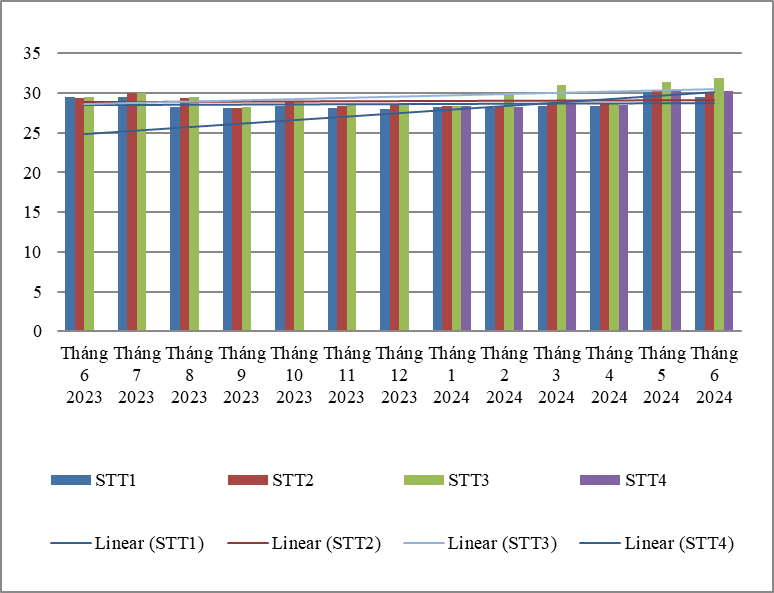 35
30
25
20
15
10
5
0
Tháng Tháng Tháng Tháng Tháng Tháng Tháng Tháng Tháng Tháng Tháng Tháng Tháng
6 7 8 9 10 11 12 1 2 3 4 5 6
2023 2023 2023 2023 2023 2023 2023 2024 2024 2024 2024 2024 2024
STT1 STT2 STT3 STT4
Linear (STT1) Linear (STT2) Linear (STT3) Linear (STT4)